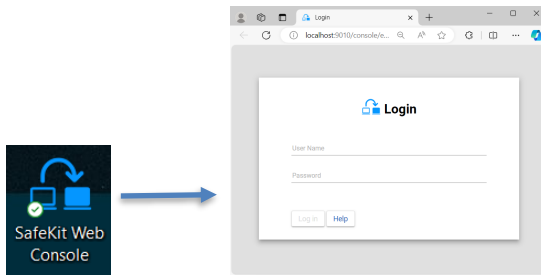 Login
localhost:9010/console/e...
Login
User Name
Password
Log in
Help
SafeKit Web
Console